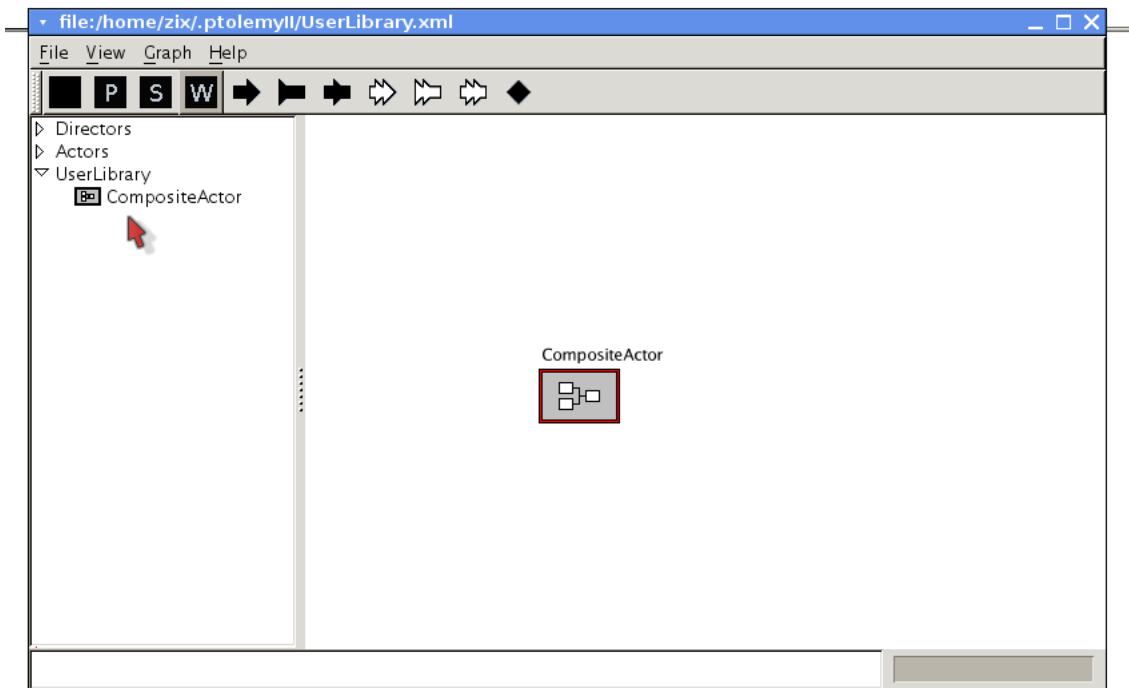 file:/home/zix/.ptolemyII/UserLibrary.xml
File View Graph Help
P S W
Directors
Actors
UserLibrary
CompositeActor
CompositeActor